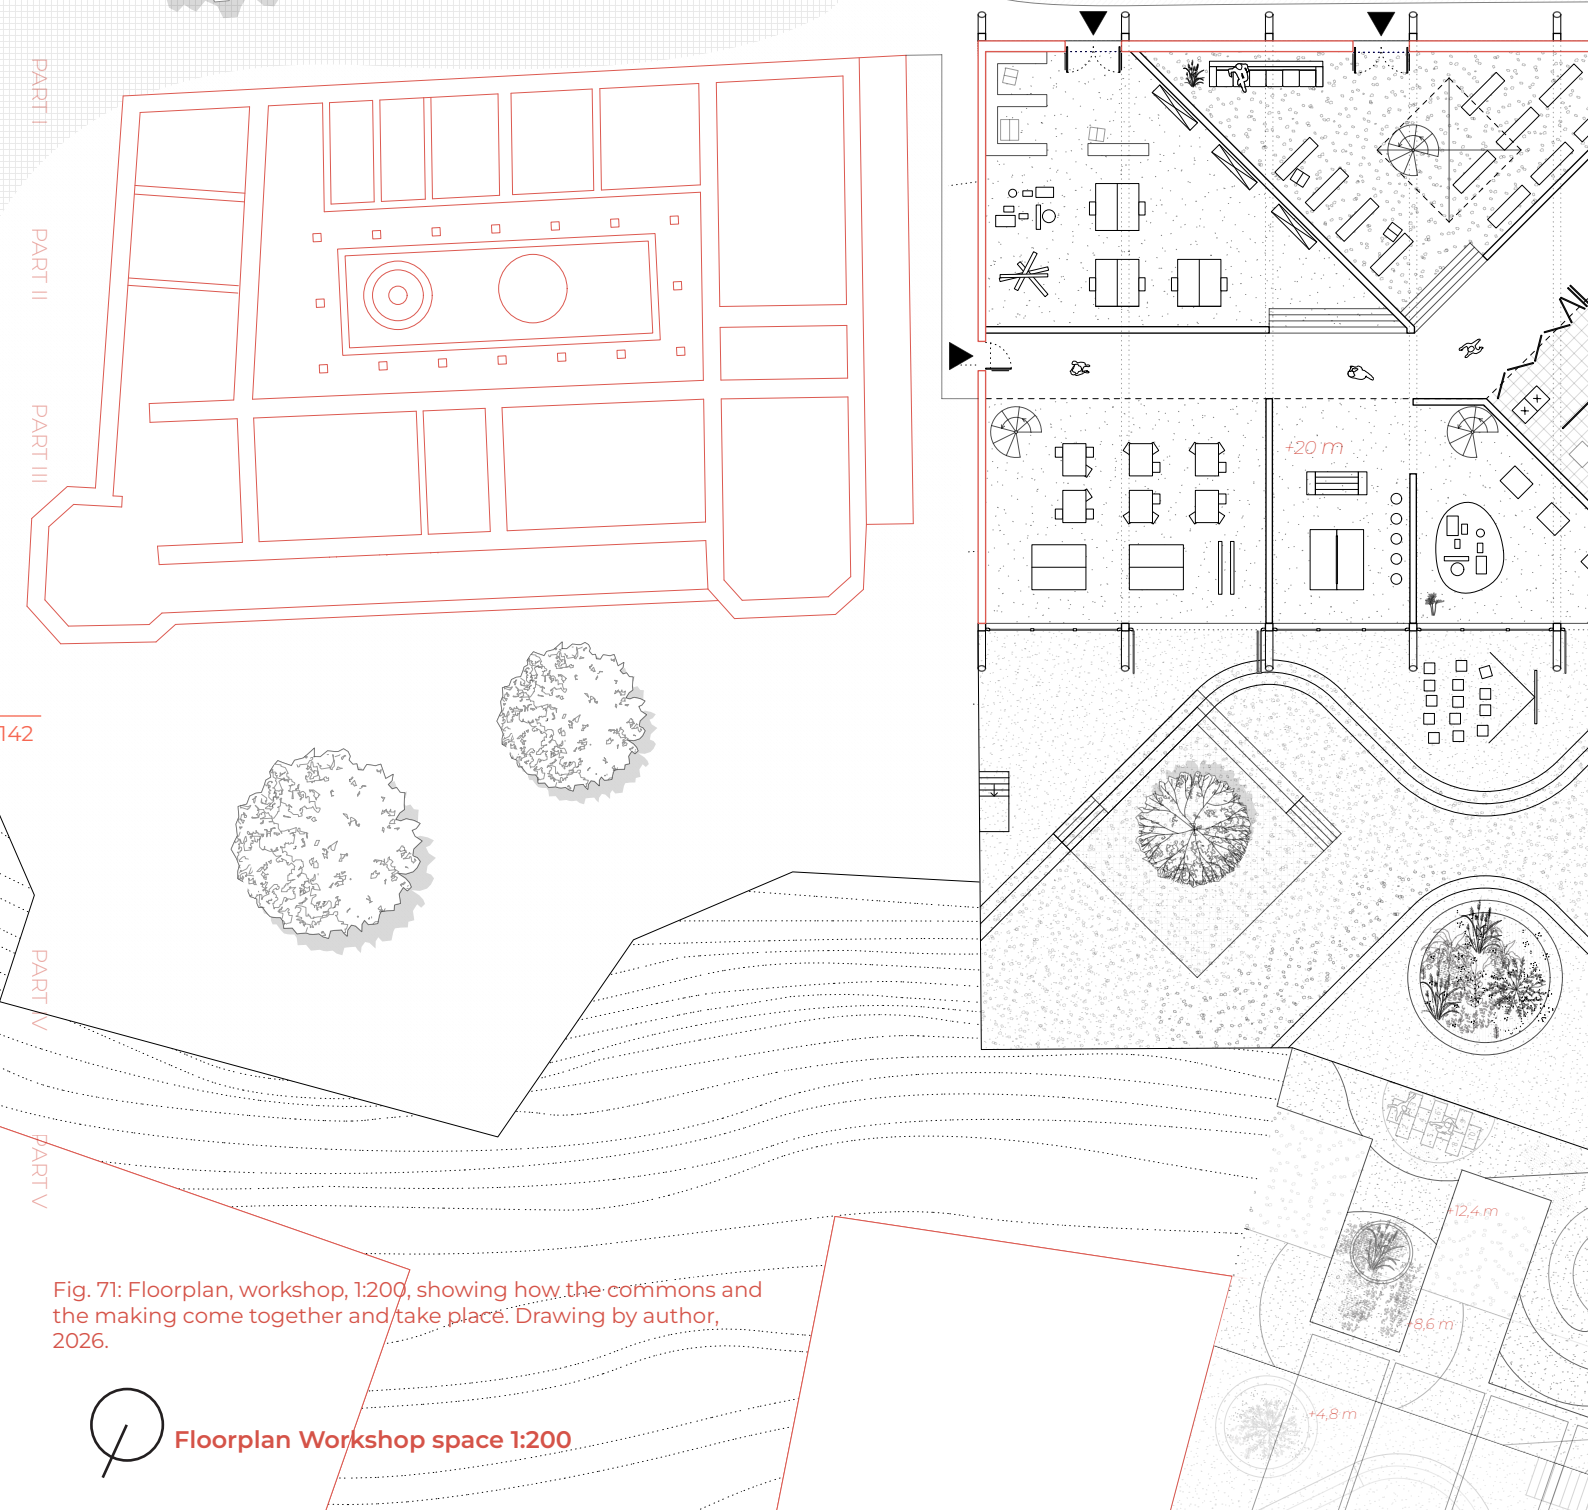 PART I
PART II
PART III
142
PART IV
PART V
+20 m
+12,4 m
+8,6 m
+4,8 m
Fig. 71: Floorplan, workshop, 1:200, showing how the commons and
the making come together and take place. Drawing by author,
2026.
Floorplan Workshop space 1:200